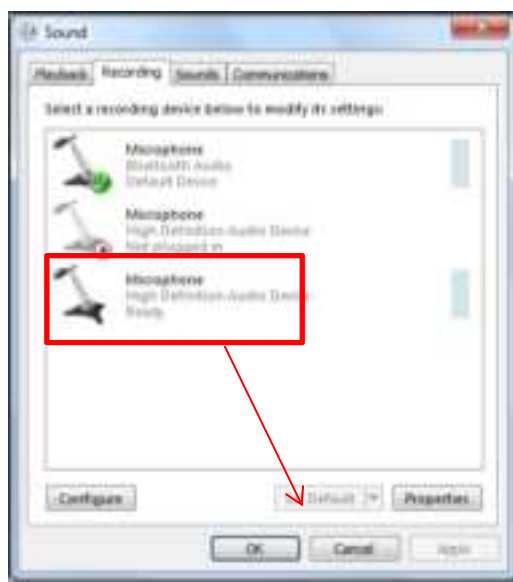 Sound
Playback Recording Sounds Communications
Select a recording device below to modify its settings:
Microphone
Bluetooth Audio
Default Device
Microphone
High Definition Audio Device
Not plugged in
Microphone
High Definition Audio Device
Ready
Configure Default Properties
OK Cancel Apply